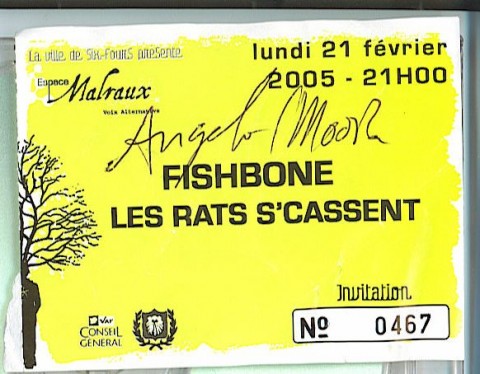 La ville de Six-Fours présente
lundi 21 février
2005 - 21H00
Espace
Malraux
Voix Alternatives
Angelo Moore
FISHBONE
LES RATS S'CASSENT
Invitation
Nº 0467
Var
CONSEIL
GÉNÉRAL